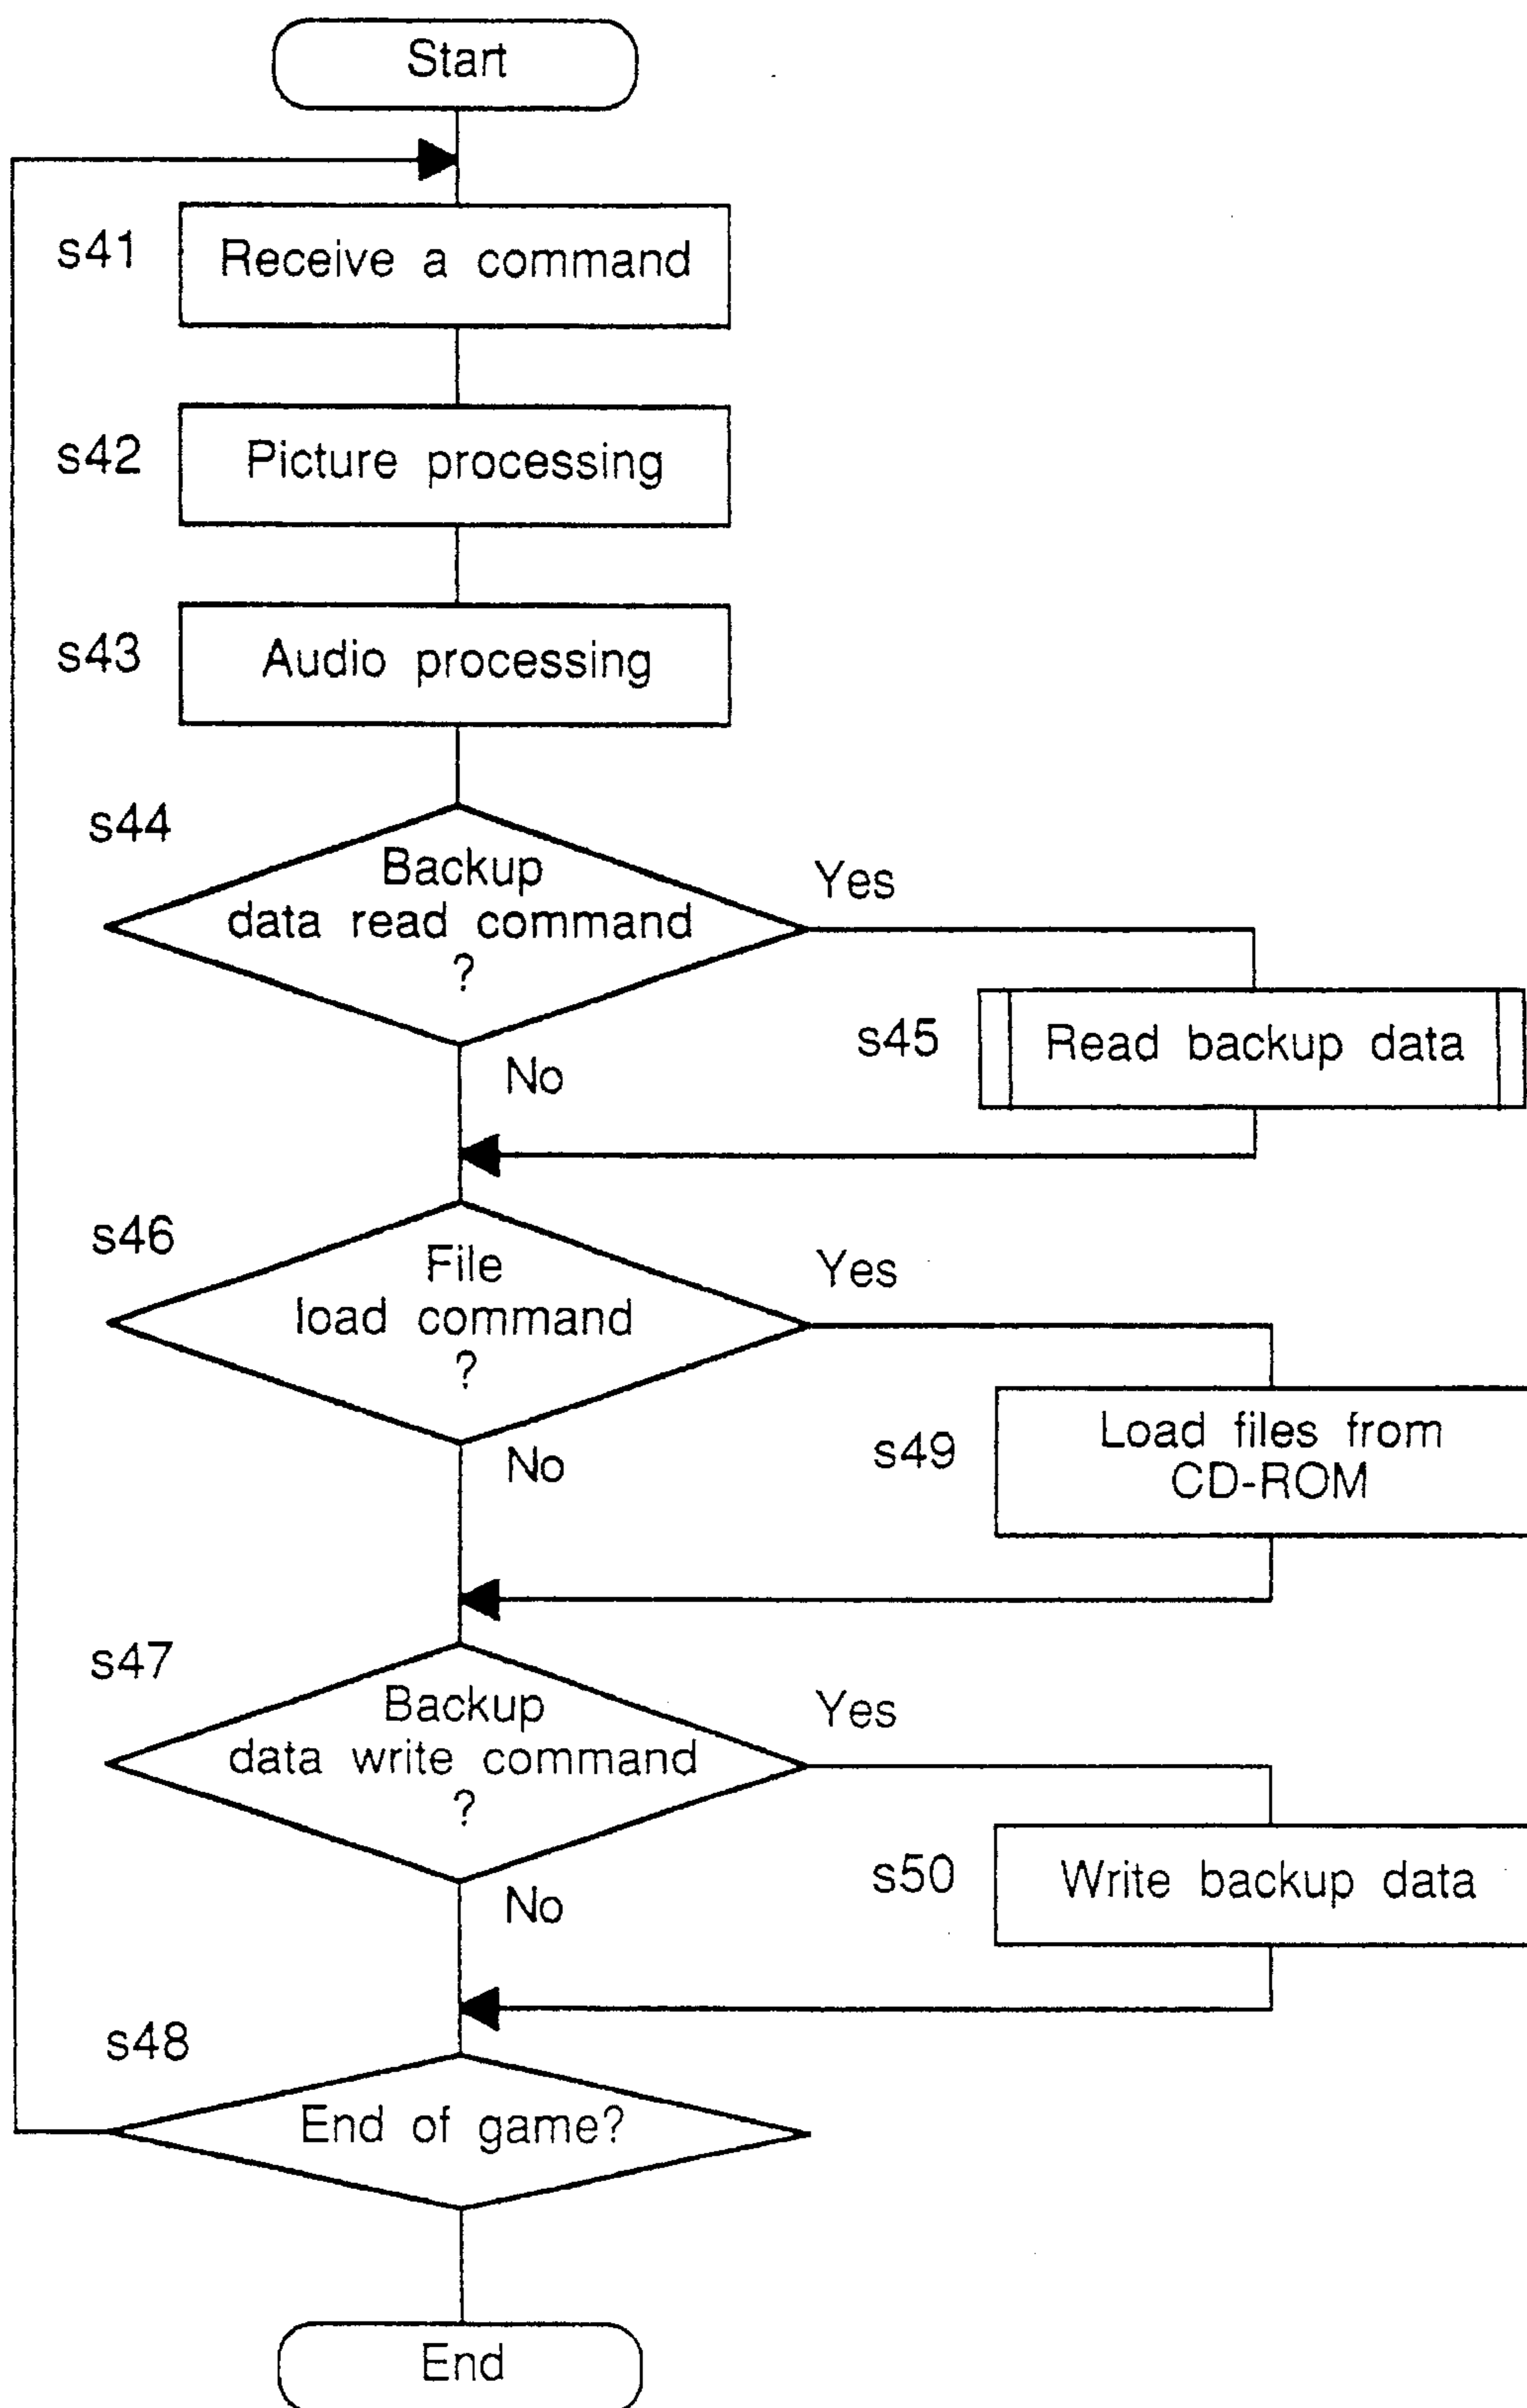 Start
s41
Receive a command
s42
Picture processing
s43
Audio processing
s44
Backup
data read command
?
Yes
s45
Read backup data
No
s46
File
load command
?
Yes
s49
Load files from
CD-ROM
No
s47
Backup
data write command
?
Yes
s50
Write backup data
No
s48
End of game?
End